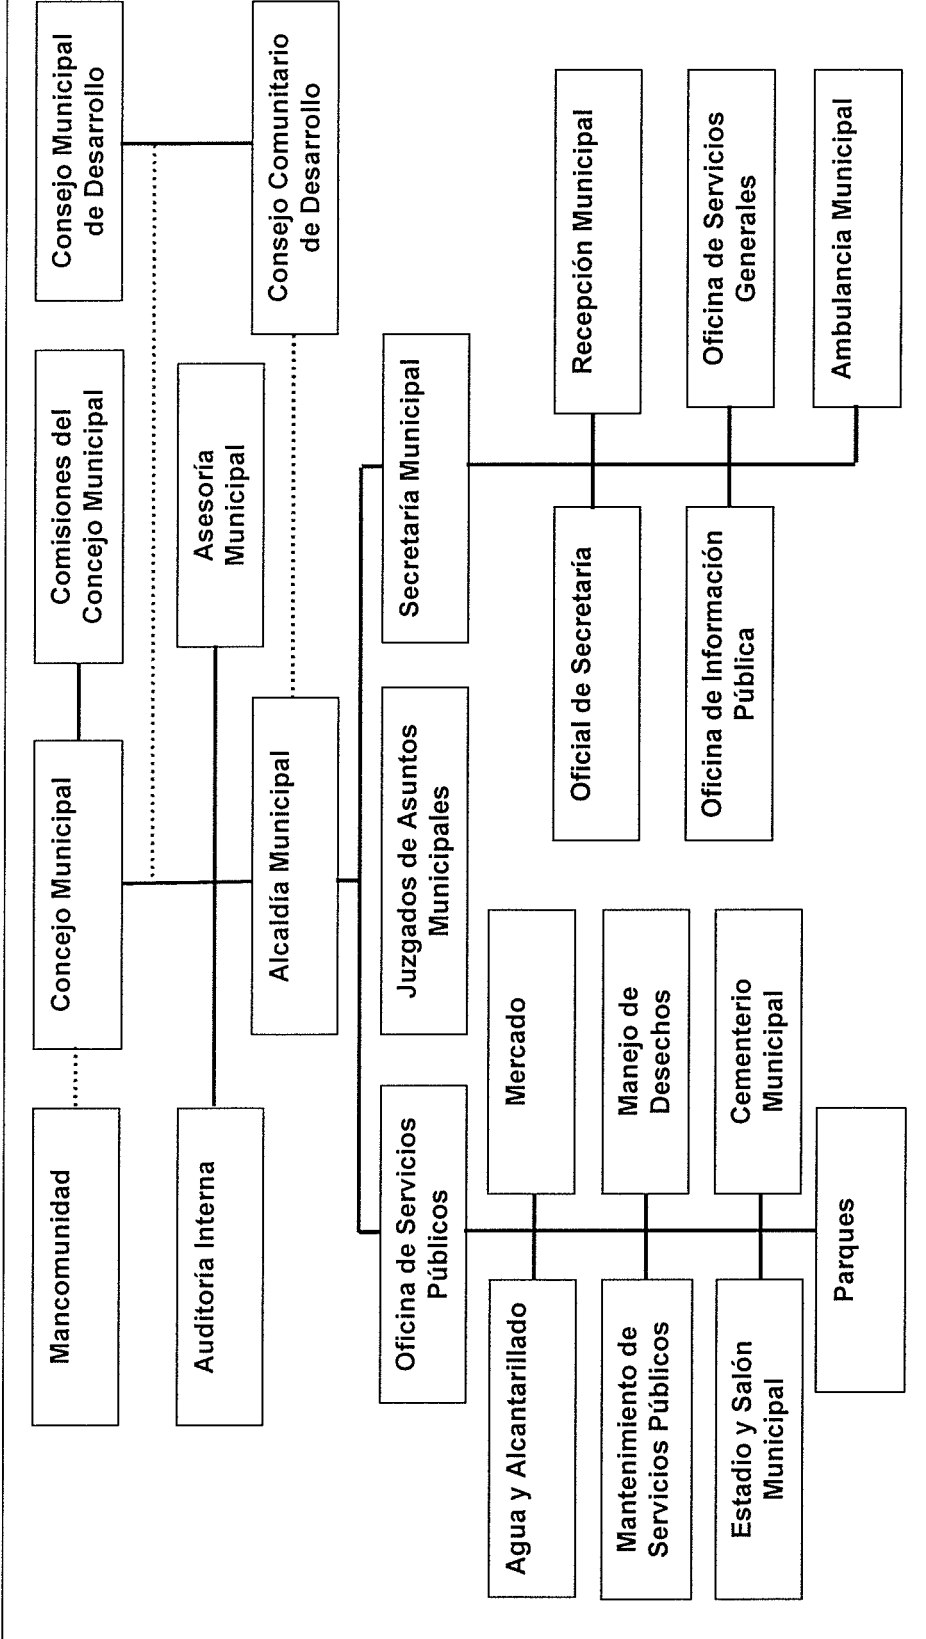 Mancomunidad
Concejo Municipal
Comisiones del
Concejo Municipal
Consejo Municipal
de Desarrollo
Auditoría Interna
Asesoría
Municipal
Alcaldía Municipal
Consejo Comunitario
de Desarrollo
Oficina de Servicios
Públicos
Juzgados de Asuntos
Municipales
Secretaría Municipal
Agua y Alcantarillado
Mercado
Mantenimiento de
Servicios Públicos
Manejo de
Desechos
Estadio y Salón
Municipal
Cementerio
Municipal
Parques
Oficial de Secretaría
Recepción Municipal
Oficina de Información
Pública
Oficina de Servicios
Generales
Ambulancia Municipal